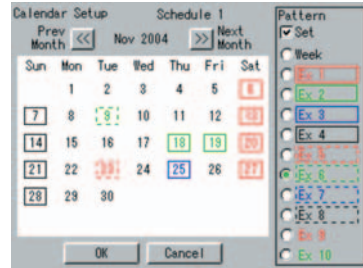 Calendar Setup Schedule 1
Prev Month << Nov 2004 >> Next Month
Sun Mon Tue Wed Thu Fri Sat
1 2 3 4 5 6
7 8 9 10 11 12 13
14 15 16 17 18 19 20
21 22 23 24 25 26 27
28 29 30
OK Cancel
Pattern
Set
Week
Ex 1
Ex 2
Ex 3
Ex 4
Ex 5
Ex 6
Ex 7
Ex 8
Ex 9
Ex 10